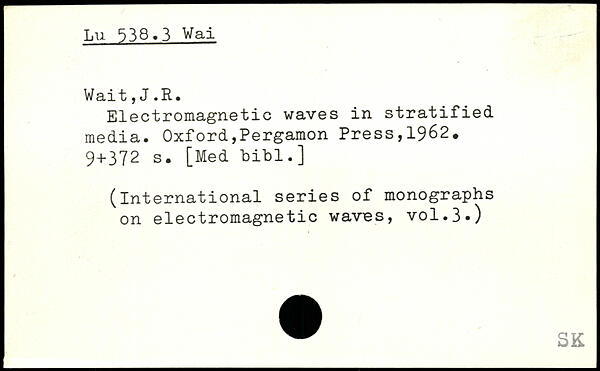 Lu 538.3 Wai
Wait,J.R.
Electromagnetic waves in stratified
media. Oxford,Pergamon Press,1962.
9+372 s. [Med bibl.]
(International series of monographs
on electromagnetic waves, vol.3.)
SK